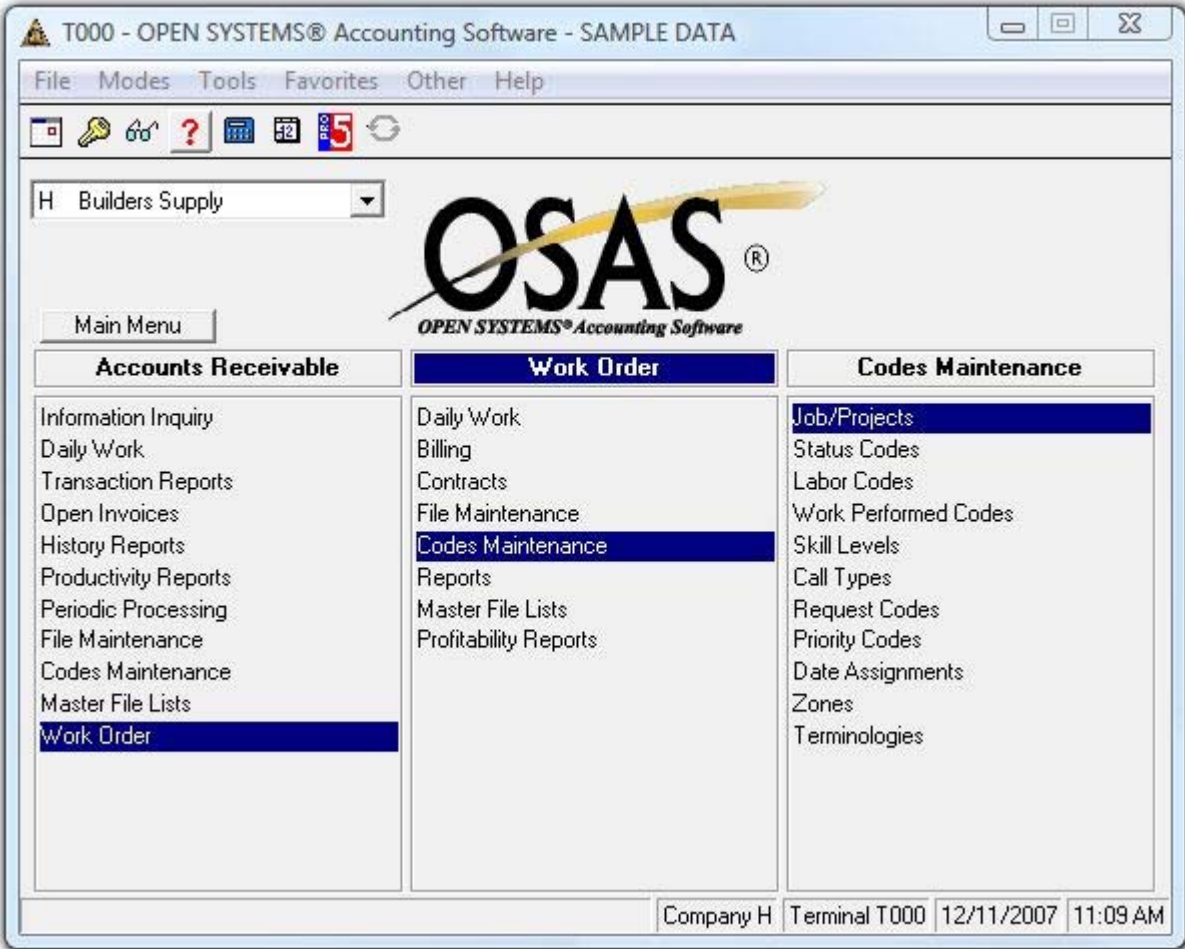 T000 - OPEN SYSTEMS® Accounting Software - SAMPLE DATA
File Modes Tools Favorites Other Help
? 12 PRO 5
H Builders Supply
OSAS ®
OPEN SYSTEMS® Accounting Software
Main Menu
Accounts Receivable
Information Inquiry
Daily Work
Transaction Reports
Open Invoices
History Reports
Productivity Reports
Periodic Processing
File Maintenance
Codes Maintenance
Master File Lists
Work Order
Work Order
Daily Work
Billing
Contracts
File Maintenance
Codes Maintenance
Reports
Master File Lists
Profitability Reports
Codes Maintenance
Job/Projects
Status Codes
Labor Codes
Work Performed Codes
Skill Levels
Call Types
Request Codes
Priority Codes
Date Assignments
Zones
Terminologies
Company H Terminal T000 12/11/2007 11:09 AM